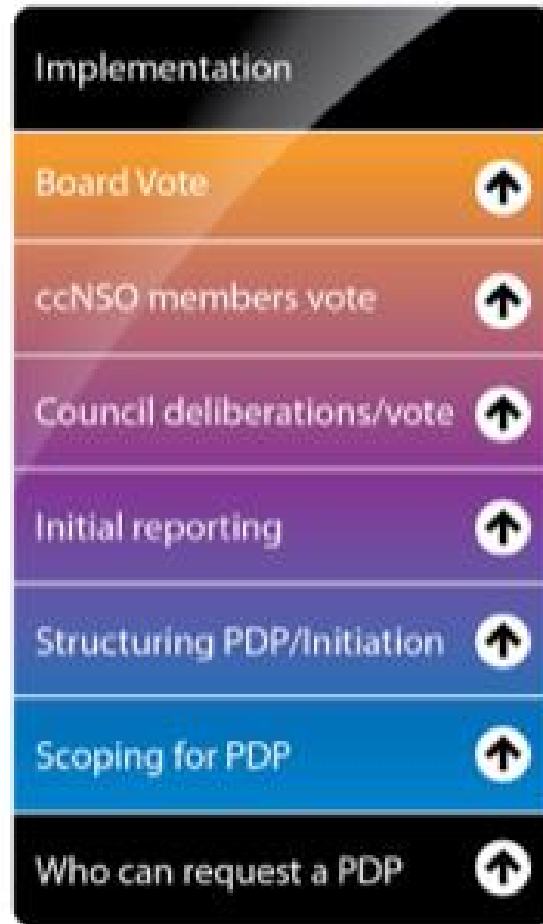 Implementation
Board Vote
ccNSO members vote
Council deliberations/vote
Initial reporting
Structuring PDP/Initiation
Scoping for PDP
Who can request a PDP